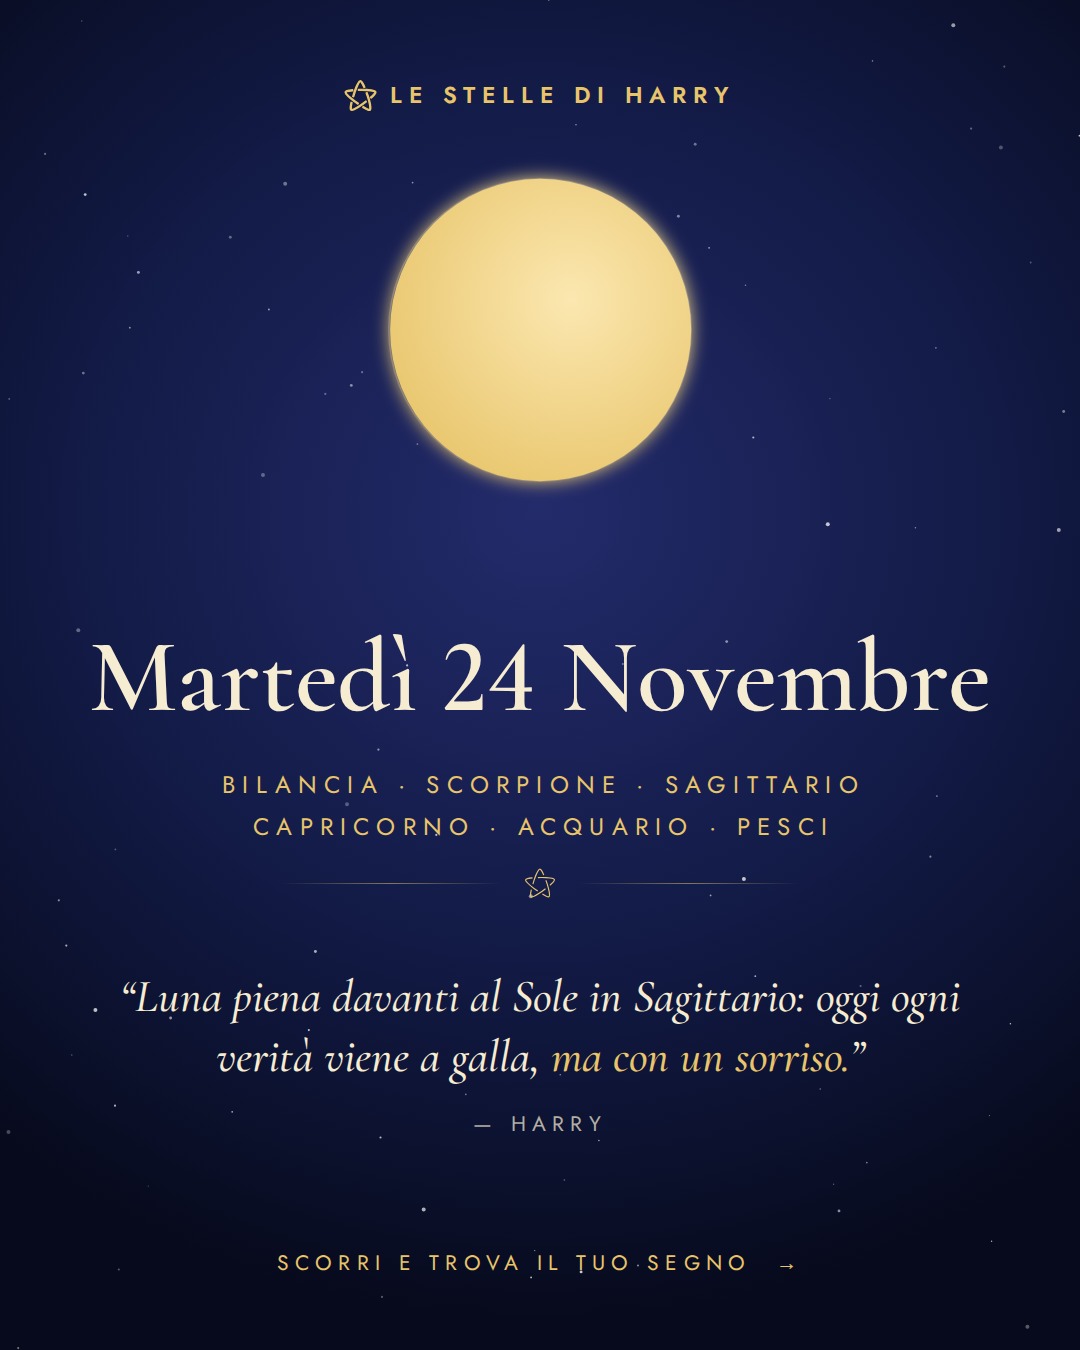 LE STELLE DI HARRY
Martedì 24 Novembre
BILANCIA · SCORPIONE · SAGITTARIO
CAPRICORNO · ACQUARIO · PESCI
“Luna piena davanti al Sole in Sagittario: oggi ogni
verità viene a galla, ma con un sorriso.”
— HARRY
SCORRI E TROVA IL TUO SEGNO →